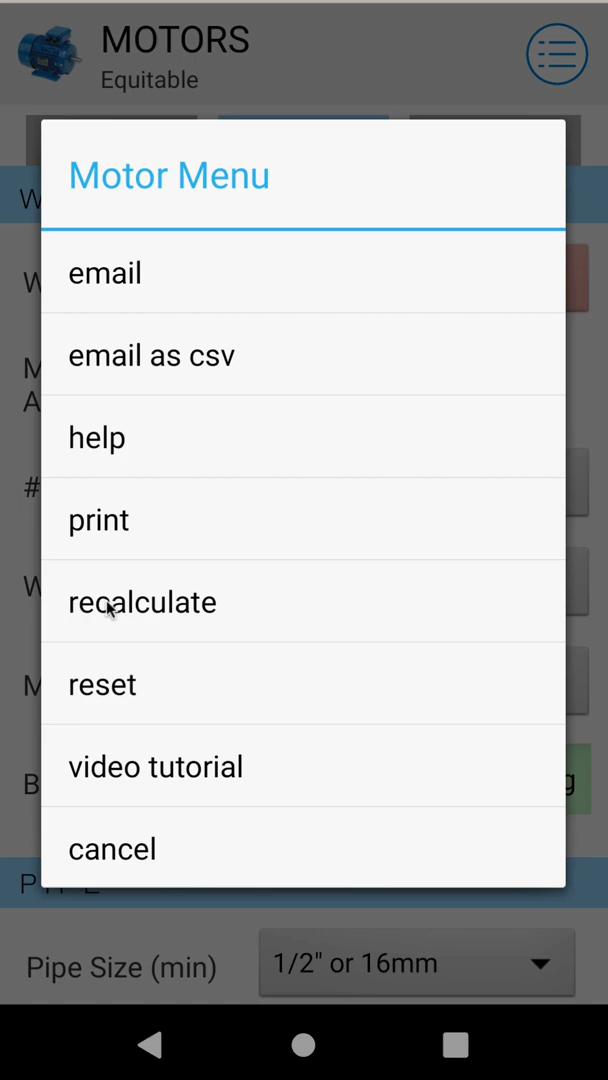 MOTORS
Equitable
Motor Menu
email
email as csv
help
print
recalculate
reset
video tutorial
cancel
Pipe Size (min)
1/2" or 16mm